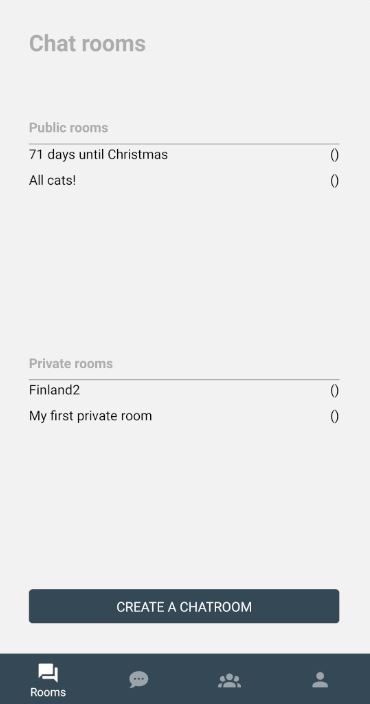 Chat rooms
Public rooms
71 days until Christmas ()
All cats! ()
Private rooms
Finland2 ()
My first private room ()
CREATE A CHATROOM
Rooms